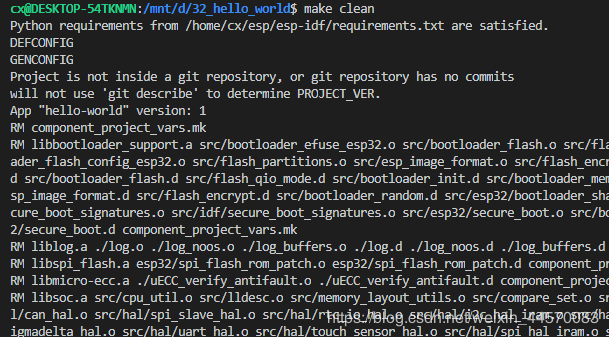 cx@DESKTOP-54TKNMN:/mnt/d/32_hello_world$ make clean
Python requirements from /home/cx/esp/esp-idf/requirements.txt are satisfied.
DEFCONFIG
GENCONFIG
Project is not inside a git repository, or git repository has no commits
will not use 'git describe' to determine PROJECT_VER.
App "hello-world" version: 1
RM component_project_vars.mk
RM libbootloader_support.a src/bootloader_efuse_esp32.o src/bootloader_flash.o src/fla
ader_flash_config_esp32.o src/flash_partitions.o src/esp_image_format.o src/flash_encr
d src/bootloader_flash.d src/flash_qio_mode.d src/bootloader_init.d src/bootloader_mem
sp_image_format.d src/flash_encrypt.d src/bootloader_random.d src/esp32/bootloader_sha
cure_boot_signatures.o src/idf/secure_boot_signatures.o src/esp32/secure_boot.o src/bo
2/secure_boot.d component_project_vars.mk
RM liblog.a ./log.o ./log_noos.o ./log_buffers.o ./log.d ./log_noos.d ./log_buffers.d
RM libspi_flash.a esp32/spi_flash_rom_patch.o esp32/spi_flash_rom_patch.d component_pr
RM libmicro-ecc.a ./uECC_verify_antifault.o ./uECC_verify_antifault.d component_projec
RM libsoc.a src/cpu_util.o src/lldesc.o src/memory_layout_utils.o src/compare_set.o sr
l/can_hal.o src/hal/spi_slave_hal.o src/hal/rtc_io_hal.o src/hal/i2c_hal_iram.o src/ha
igmadelta_hal.o src/hal/uart_hal.o src/hal/touch_sensor_hal.o src/hal/spi_hal_iram.o s
https://blog.csdn.net/weixin_44570083